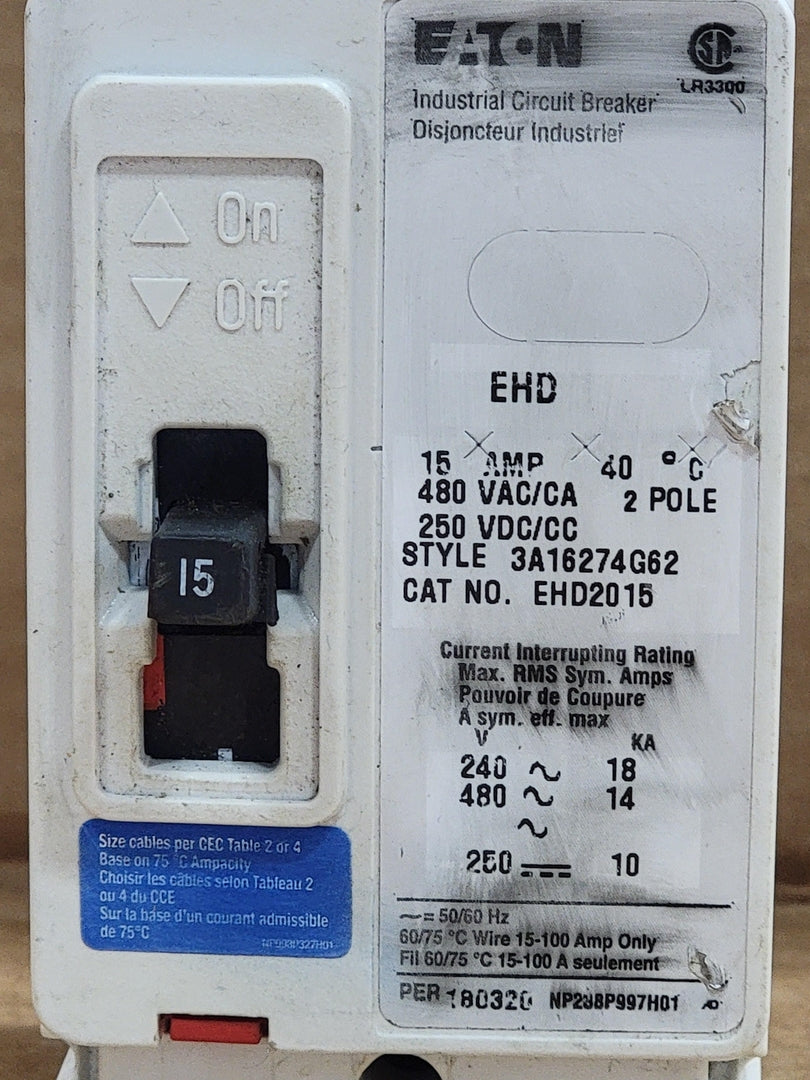 On
Off
15
Size cables per CEC Table 2 or 4
Base on 75 °C Ampacity
Choisir les câbles selon Tableau 2
ou 4 du CCE
Sur la base d'un courant admissible
de 75°C
EATON
LR3300
Industrial Circuit Breaker
Disjoncteur Industriel
EHD
15 AMP 40 °C
480 VAC/CA 2 POLE
250 VDC/CC
STYLE 3A16274G62
CAT NO. EHD2015
Current Interrupting Rating
Max. RMS Sym. Amps
Pouvoir de Coupure
A sym. eff. max
V KA
240 ~ 18
480 ~ 14
~
250 ⎓ 10
~= 50/60 Hz
60/75 °C Wire 15-100 Amp Only
Fil 60/75 °C 15-100 A seulement
PER 180320 NP288P997H01